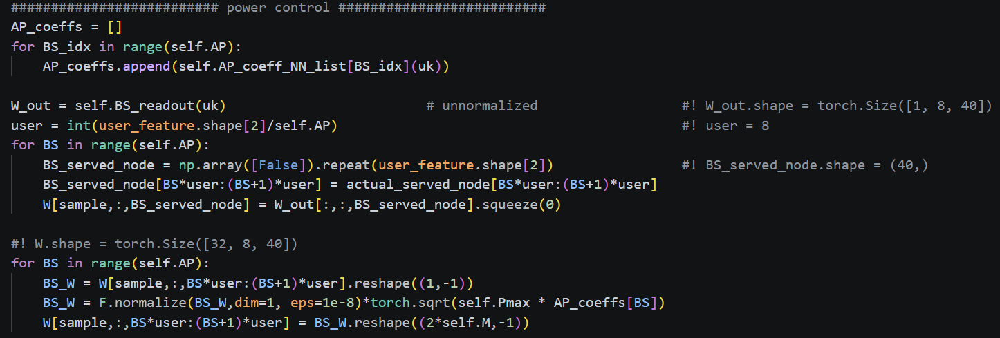 ########################## power control ##########################
AP_coeffs = []
for BS_idx in range(self.AP):
    AP_coeffs.append(self.AP_coeff_NN_list[BS_idx](uk))

W_out = self.BS_readout(uk)                         # unnormalized                  #! W_out.shape = torch.Size([1, 8, 40])
user = int(user_feature.shape[2]/self.AP)                                           #! user = 8
for BS in range(self.AP):
    BS_served_node = np.array([False]).repeat(user_feature.shape[2])                #! BS_served_node.shape = (40,)
    BS_served_node[BS*user:(BS+1)*user] = actual_served_node[BS*user:(BS+1)*user]
    W[sample,:,BS_served_node] = W_out[:,:,BS_served_node].squeeze(0)

#! W.shape = torch.Size([32, 8, 40])
for BS in range(self.AP):
    BS_W = W[sample,:,BS*user:(BS+1)*user].reshape((1,-1))
    BS_W = F.normalize(BS_W,dim=1, eps=1e-8)*torch.sqrt(self.Pmax * AP_coeffs[BS])
    W[sample,:,BS*user:(BS+1)*user] = BS_W.reshape((2*self.M,-1))